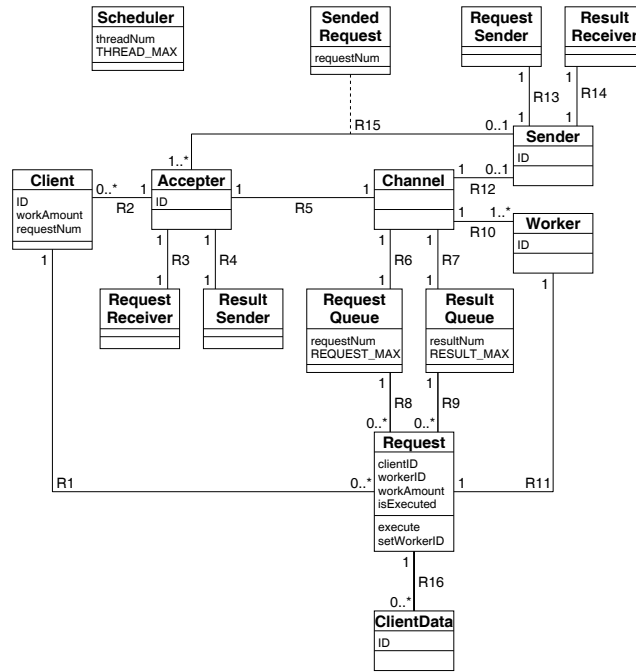 Scheduler
threadNum
THREAD_MAX
Sended
Request
requestNum
Request
Sender
Result
Receiver
1
R13
1
1
R14
1
R15
0..1
1..*
Sender
ID
Client
ID
workAmount
requestNum
0..*
R2
1
Accepter
ID
1
R5
1
Channel
1
0..1
R12
1
1..*
R10
Worker
ID
1
R3
1
1
R4
1
1
R6
1
1
R7
1
1
1
Request
Receiver
Result
Sender
Request
Queue
requestNum
REQUEST_MAX
Result
Queue
resultNum
RESULT_MAX
1
R8
0..*
1
R9
0..*
Request
clientID
workerID
workAmount
isExecuted
execute
setWorkerID
R1
0..*
1
R11
1
R16
0..*
ClientData
ID